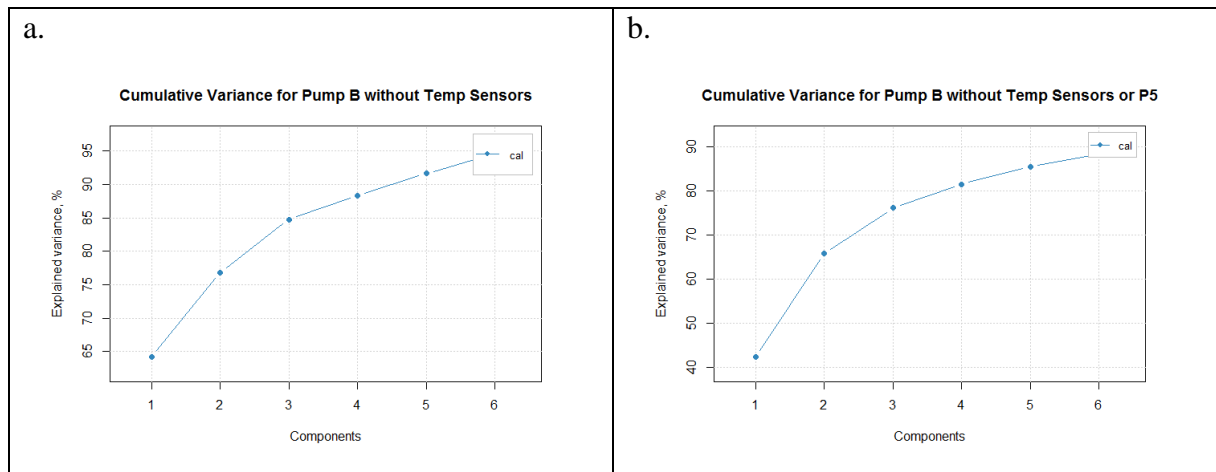 a.
Cumulative Variance for Pump B without Temp Sensors
cal
95
90
85
80
75
70
65
Explained variance, %
1 2 3 4 5 6
Components
b.
Cumulative Variance for Pump B without Temp Sensors or P5
cal
90
80
70
60
50
40
Explained variance, %
1 2 3 4 5 6
Components